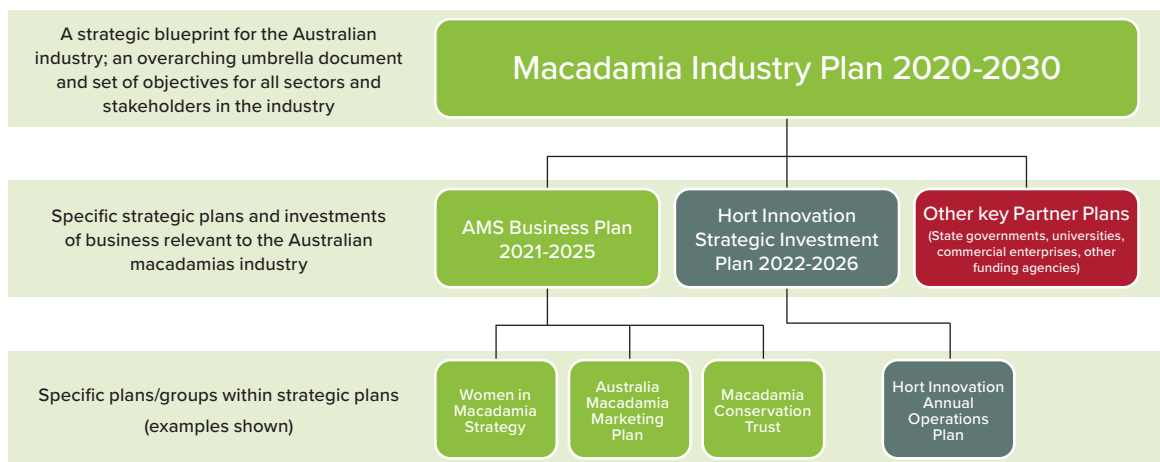 A strategic blueprint for the Australian
industry; an overarching umbrella document
and set of objectives for all sectors and
stakeholders in the industry
Macadamia Industry Plan 2020-2030
Specific strategic plans and investments
of business relevant to the Australian
macadamias industry
AMS Business Plan
2021-2025
Hort Innovation
Strategic Investment
Plan 2022-2026
Other key Partner Plans
(State governments, universities,
commercial enterprises, other
funding agencies)
Specific plans/groups within strategic plans
(examples shown)
Women in
Macadamia
Strategy
Australia
Macadamia
Marketing
Plan
Macadamia
Conservation
Trust
Hort Innovation
Annual
Operations
Plan